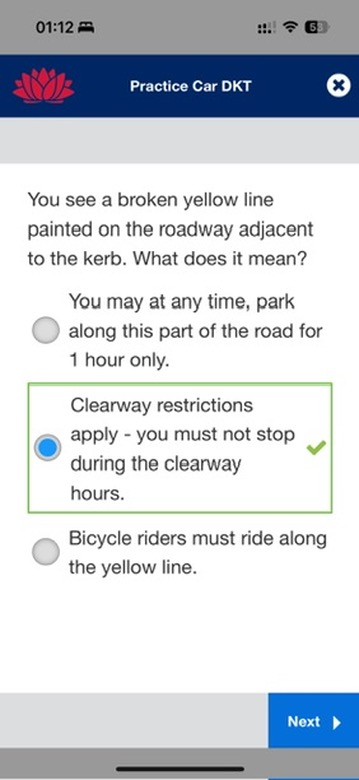 01:12
53
Practice Car DKT
You see a broken yellow line
painted on the roadway adjacent
to the kerb. What does it mean?
You may at any time, park
along this part of the road for
1 hour only.
Clearway restrictions
apply - you must not stop
during the clearway
hours.
Bicycle riders must ride along
the yellow line.
Next